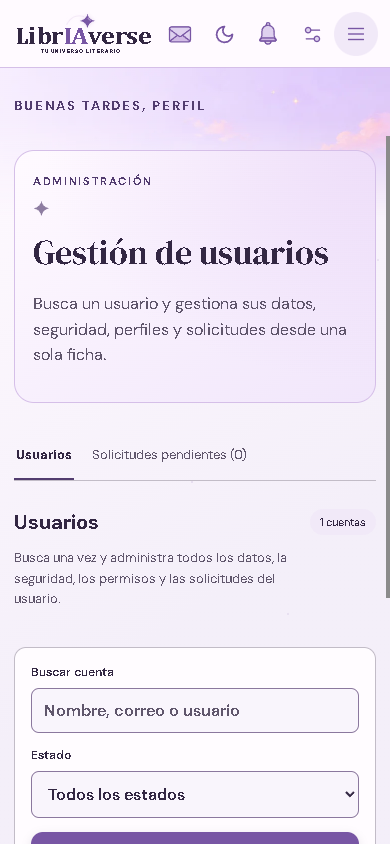 LibrIAverse
TU UNIVERSO LITERARIO
BUENAS TARDES, PERFIL
ADMINISTRACIÓN
Gestión de usuarios
Busca un usuario y gestiona sus datos,
seguridad, perfiles y solicitudes desde una
sola ficha.
Usuarios Solicitudes pendientes (0)
Usuarios 1 cuentas
Busca una vez y administra todos los datos, la
seguridad, los permisos y las solicitudes del
usuario.
Buscar cuenta
Nombre, correo o usuario
Estado
Todos los estados